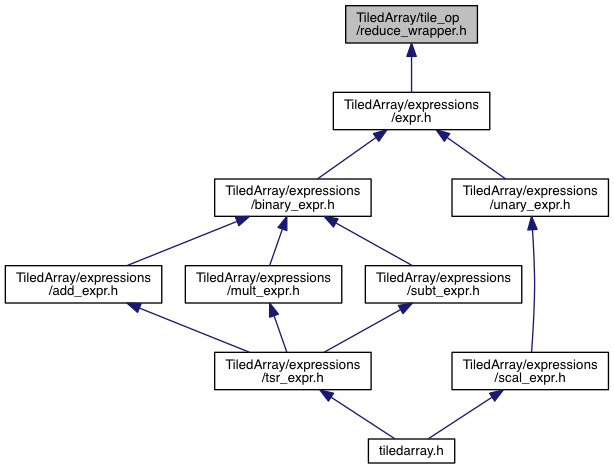 TiledArray/tile_op
/reduce_wrapper.h
TiledArray/expressions
/expr.h
TiledArray/expressions
/binary_expr.h
TiledArray/expressions
/unary_expr.h
TiledArray/expressions
/add_expr.h
TiledArray/expressions
/mult_expr.h
TiledArray/expressions
/subt_expr.h
TiledArray/expressions
/tsr_expr.h
TiledArray/expressions
/scal_expr.h
tiledarray.h